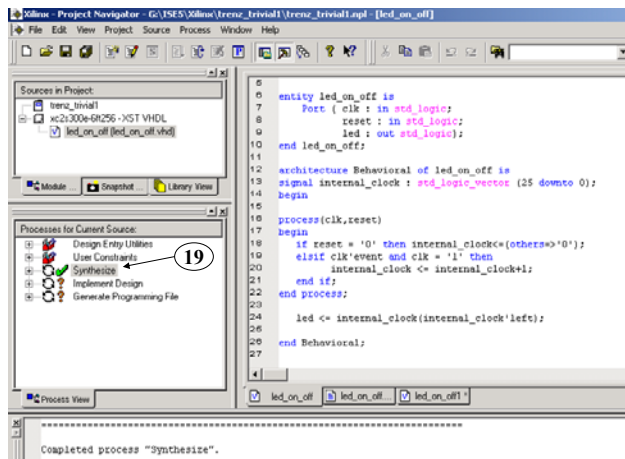 Xilinx - Project Navigator - G:\ISE5\Xilinx\trenz_trivial1\trenz_trivial1.npl - [led_on_off]
File Edit View Project Source Process Window Help
Sources in Project:
trenz_trivial1
xc2s300e-6ft256 - XST VHDL
led_on_off (led_on_off.vhd)
Module ... Snapshot ... Library View
Processes for Current Source:
Design Entry Utilities
User Constraints
Synthesize
Implement Design
Generate Programming File
19
Process View
5
6 entity led_on_off is
7 Port ( clk : in std_logic;
8 reset : in std_logic;
9 led : out std_logic);
10 end led_on_off;
11
12 architecture Behavioral of led_on_off is
13 signal internal_clock : std_logic_vector (25 downto 0);
14 begin
15
16 process(clk,reset)
17 begin
18 if reset = '0' then internal_clock<=(others=>'0');
19 elsif clk'event and clk = '1' then
20 internal_clock <= internal_clock+1;
21 end if;
22 end process;
23
24 led <= internal_clock(internal_clock'left);
25
26 end Behavioral;
27
led_on_off led_on_off.... led_on_off1 *
========================================================================
Completed process "Synthesize".